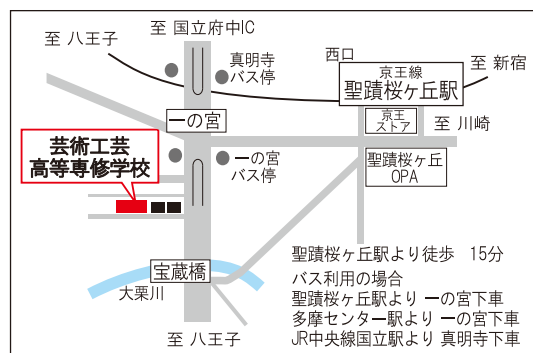 至 国立府中IC
至 八王子
真明寺
バス停
西口
至 新宿
京王線
聖蹟桜ヶ丘駅
京王
ストア
至 川崎
一の宮
芸術工芸
高等専修学校
一の宮
バス停
聖蹟桜ヶ丘
OPA
宝蔵橋
大栗川
至 八王子
聖蹟桜ヶ丘駅より徒歩 15分
バス利用の場合
聖蹟桜ヶ丘駅より 一の宮下車
多摩センター駅より 一の宮下車
JR中央線国立駅より 真明寺下車